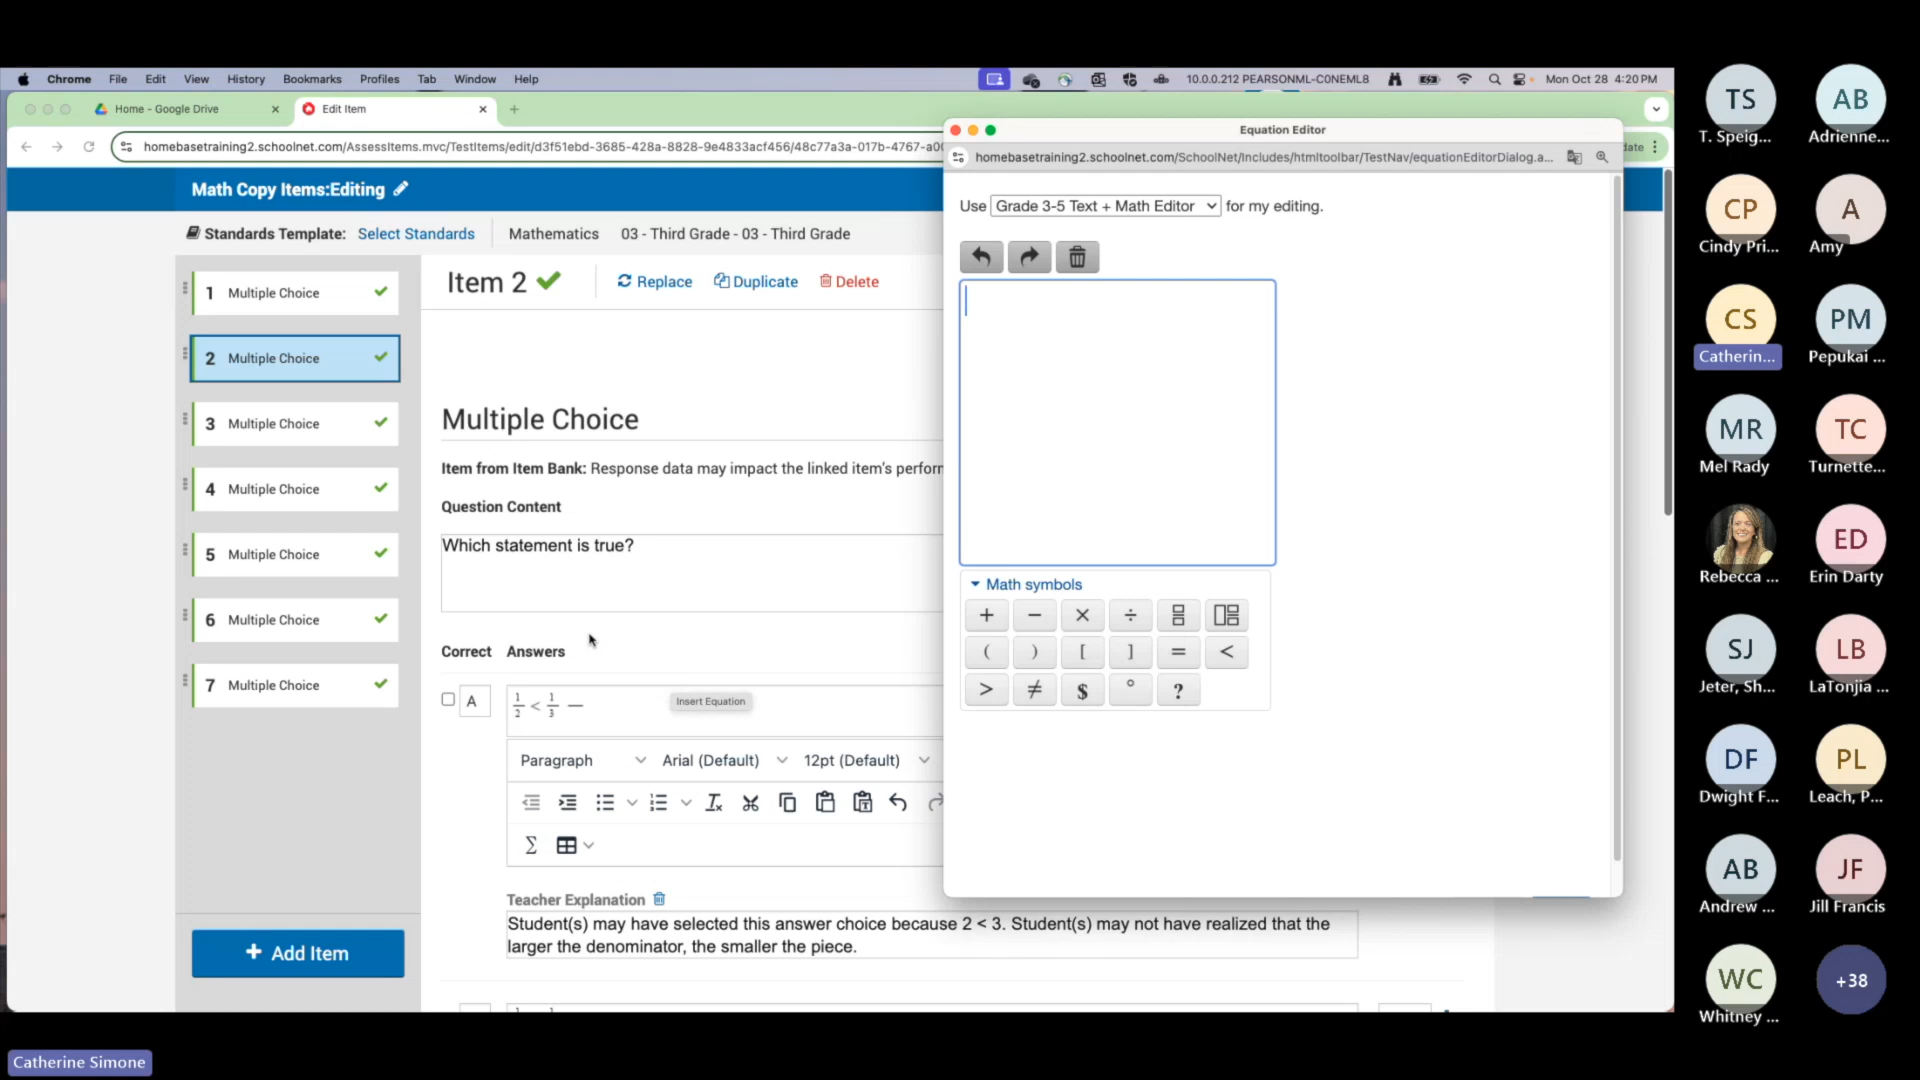 Chrome File Edit View History Bookmarks Profiles Tab Window Help
10.0.0.212 PEARSONML-C0NEML8
Mon Oct 28 4:20 PM
Home - Google Drive
Edit Item
homebasetraining2.schoolnet.com/AssessItems.mvc/TestItems/edit/d3f51ebd-3685-428a-8828-9e4833acf456/48c77a3a-017b-4767-a0
Math Copy Items:Editing
Standards Template: Select Standards
Mathematics
03 - Third Grade - 03 - Third Grade
1 Multiple Choice
2 Multiple Choice
3 Multiple Choice
4 Multiple Choice
5 Multiple Choice
6 Multiple Choice
7 Multiple Choice
+ Add Item
Item 2
Replace
Duplicate
Delete
Multiple Choice
Item from Item Bank: Response data may impact the linked item's perfor
Question Content
Which statement is true?
Correct Answers
A
1/2 < 1/3
Insert Equation
Paragraph
Arial (Default)
12pt (Default)
Σ
Teacher Explanation
Student(s) may have selected this answer choice because 2 < 3. Student(s) may not have realized that the
larger the denominator, the smaller the piece.
Equation Editor
homebasetraining2.schoolnet.com/SchoolNet/Includes/htmltoolbar/TestNav/equationEditorDialog.a...
date
Use Grade 3-5 Text + Math Editor for my editing.
Math symbols
+ − × ÷
( ) [ ] = <
> ≠ $ ° ?
TS
T. Speig...
AB
Adrienne...
CP
Cindy Pri...
A
Amy
CS
Catherin...
PM
Pepukai ...
MR
Mel Rady
TC
Turnette...
Rebecca ...
ED
Erin Darty
SJ
Jeter, Sh...
LB
LaTonjia ...
DF
Dwight F...
PL
Leach, P...
AB
Andrew ...
JF
Jill Francis
WC
Whitney ...
+38
Catherine Simone